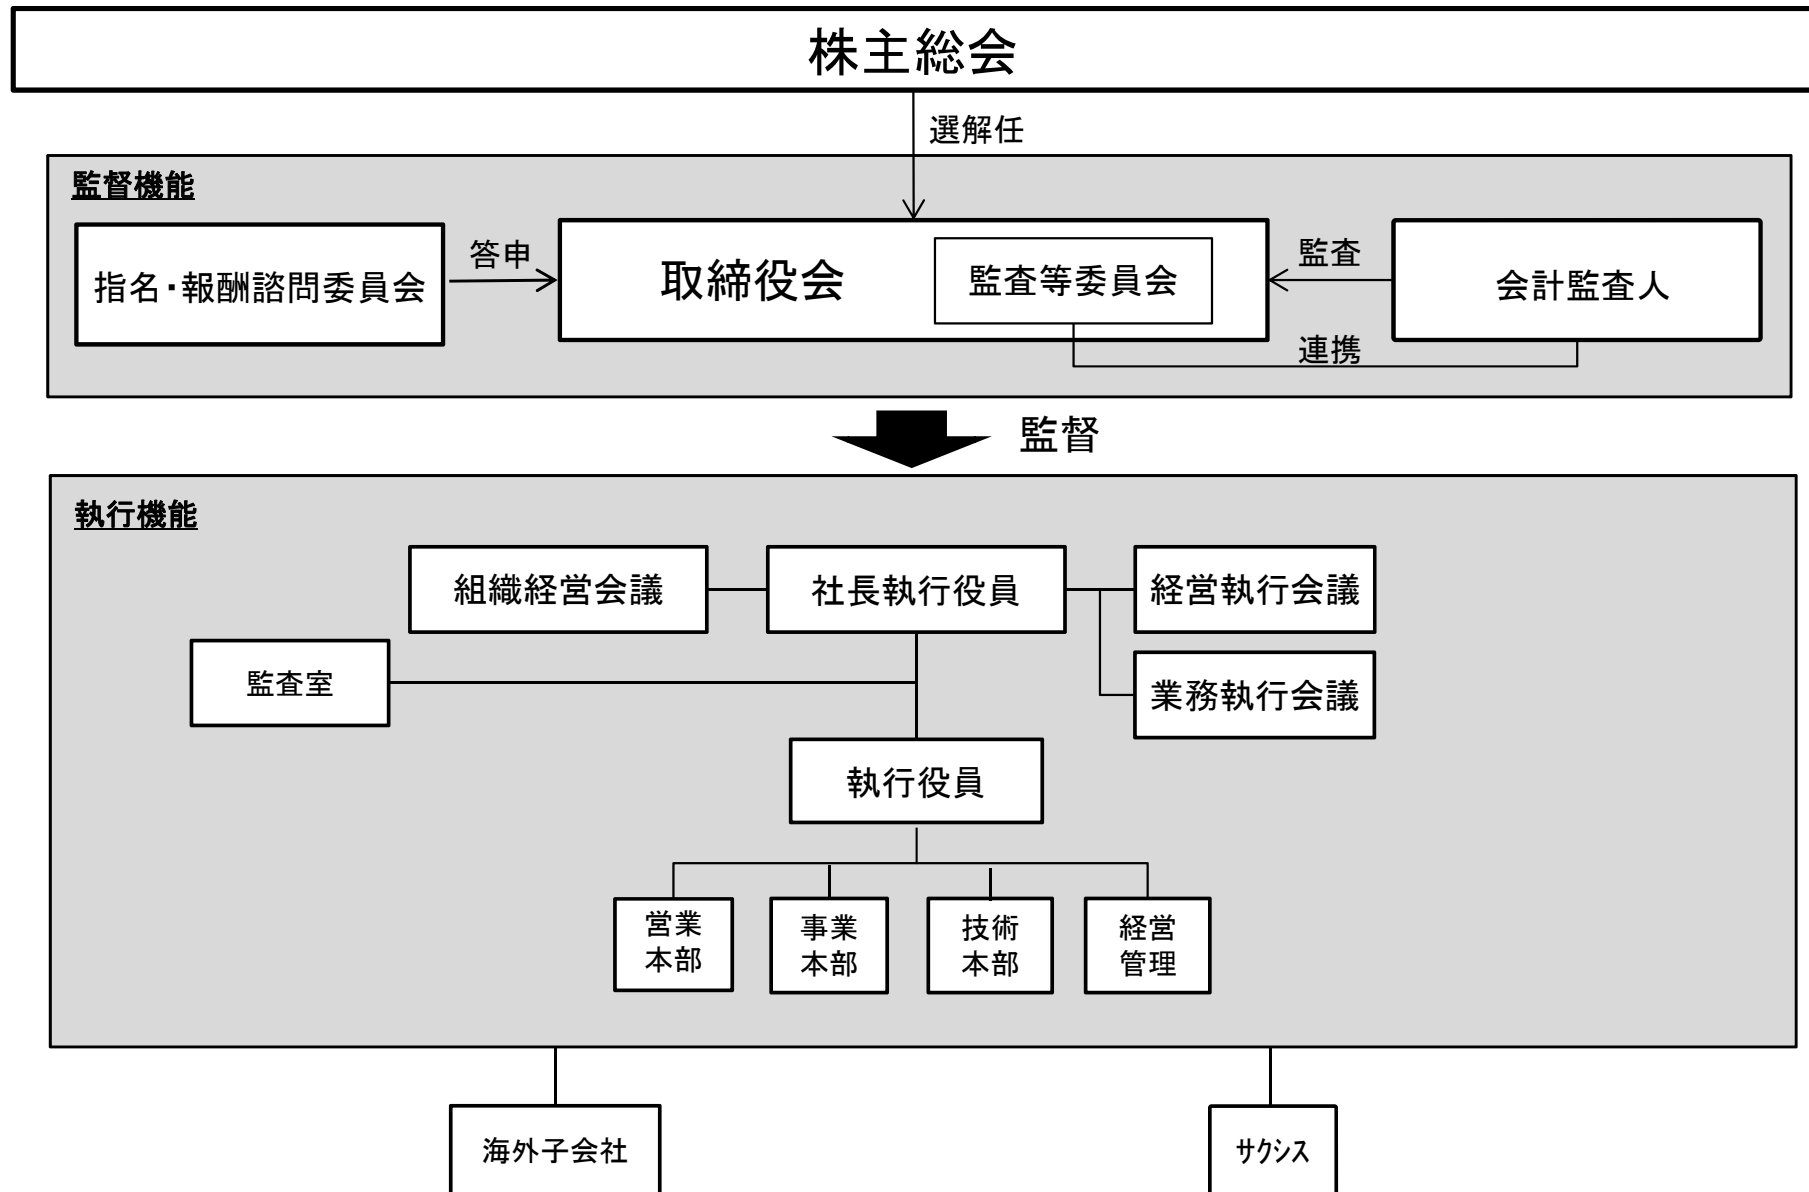 株主総会
選解任
監督機能
指名・報酬諮問委員会
答申
取締役会
監査等委員会
監査
会計監査人
連携
監督
執行機能
組織経営会議
社長執行役員
経営執行会議
監査室
業務執行会議
執行役員
営業
本部
事業
本部
技術
本部
経営
管理
海外子会社
ｻｸｼｽ